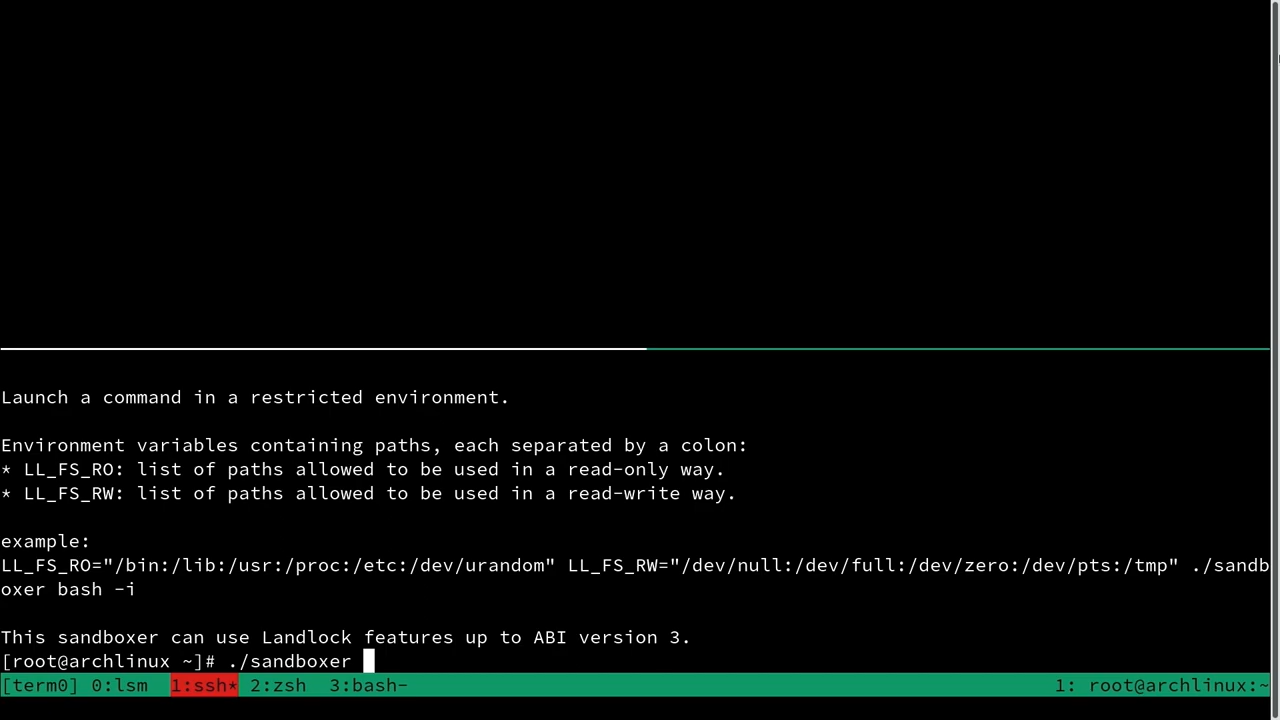 Launch a command in a restricted environment.
Environment variables containing paths, each separated by a colon:
* LL_FS_RO: list of paths allowed to be used in a read-only way.
* LL_FS_RW: list of paths allowed to be used in a read-write way.
example:
LL_FS_RO="/bin:/lib:/usr:/proc:/etc:/dev/urandom" LL_FS_RW="/dev/null:/dev/full:/dev/zero:/dev/pts:/tmp" ./sandb
oxer bash -i
This sandboxer can use Landlock features up to ABI version 3.
[root@archlinux ~]# ./sandboxer
[term0] 0:lsm 1:ssh* 2:zsh 3:bash- 1: root@archlinux:~